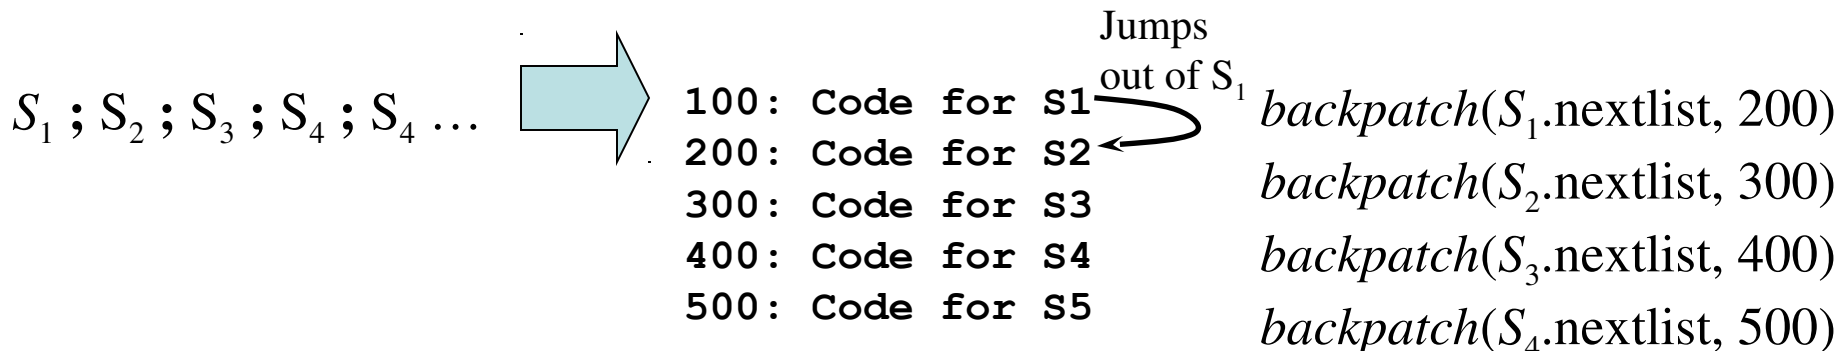 S₁ ; S₂ ; S₃ ; S₄ ; S₄ …
Jumps
out of S₁
100: Code for S1
200: Code for S2
300: Code for S3
400: Code for S4
500: Code for S5
backpatch(S₁.nextlist, 200)
backpatch(S₂.nextlist, 300)
backpatch(S₃.nextlist, 400)
backpatch(S₄.nextlist, 500)